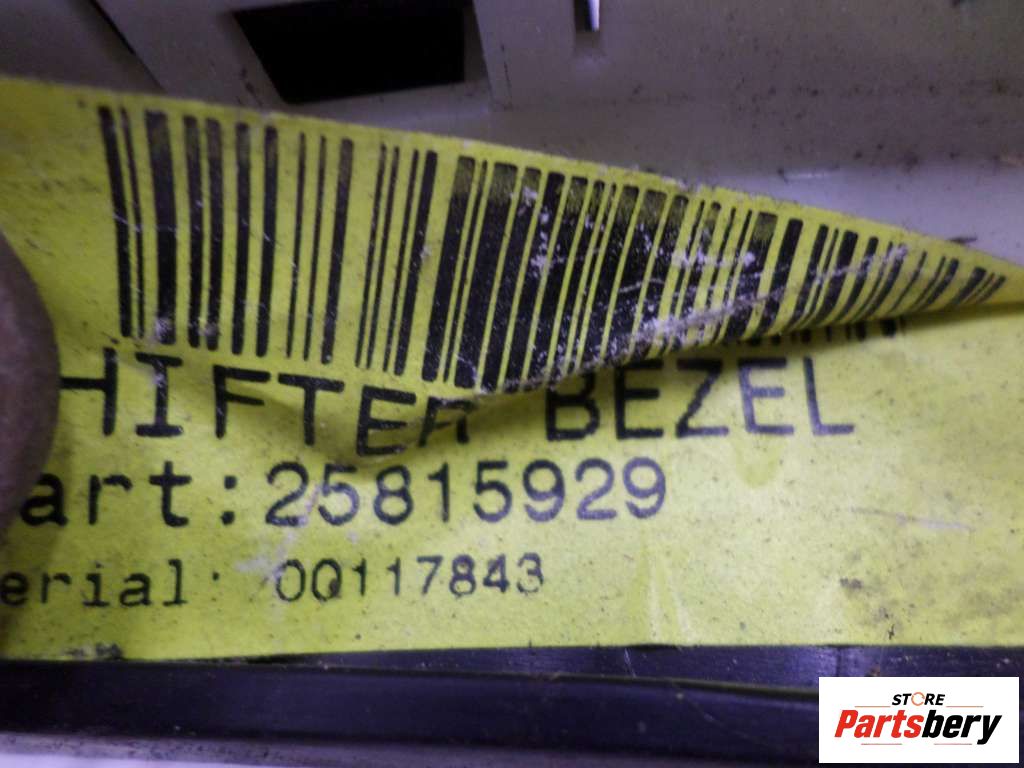 HIFTER BEZEL
art:25815929
erial: 00117843
STORE
Partsbery